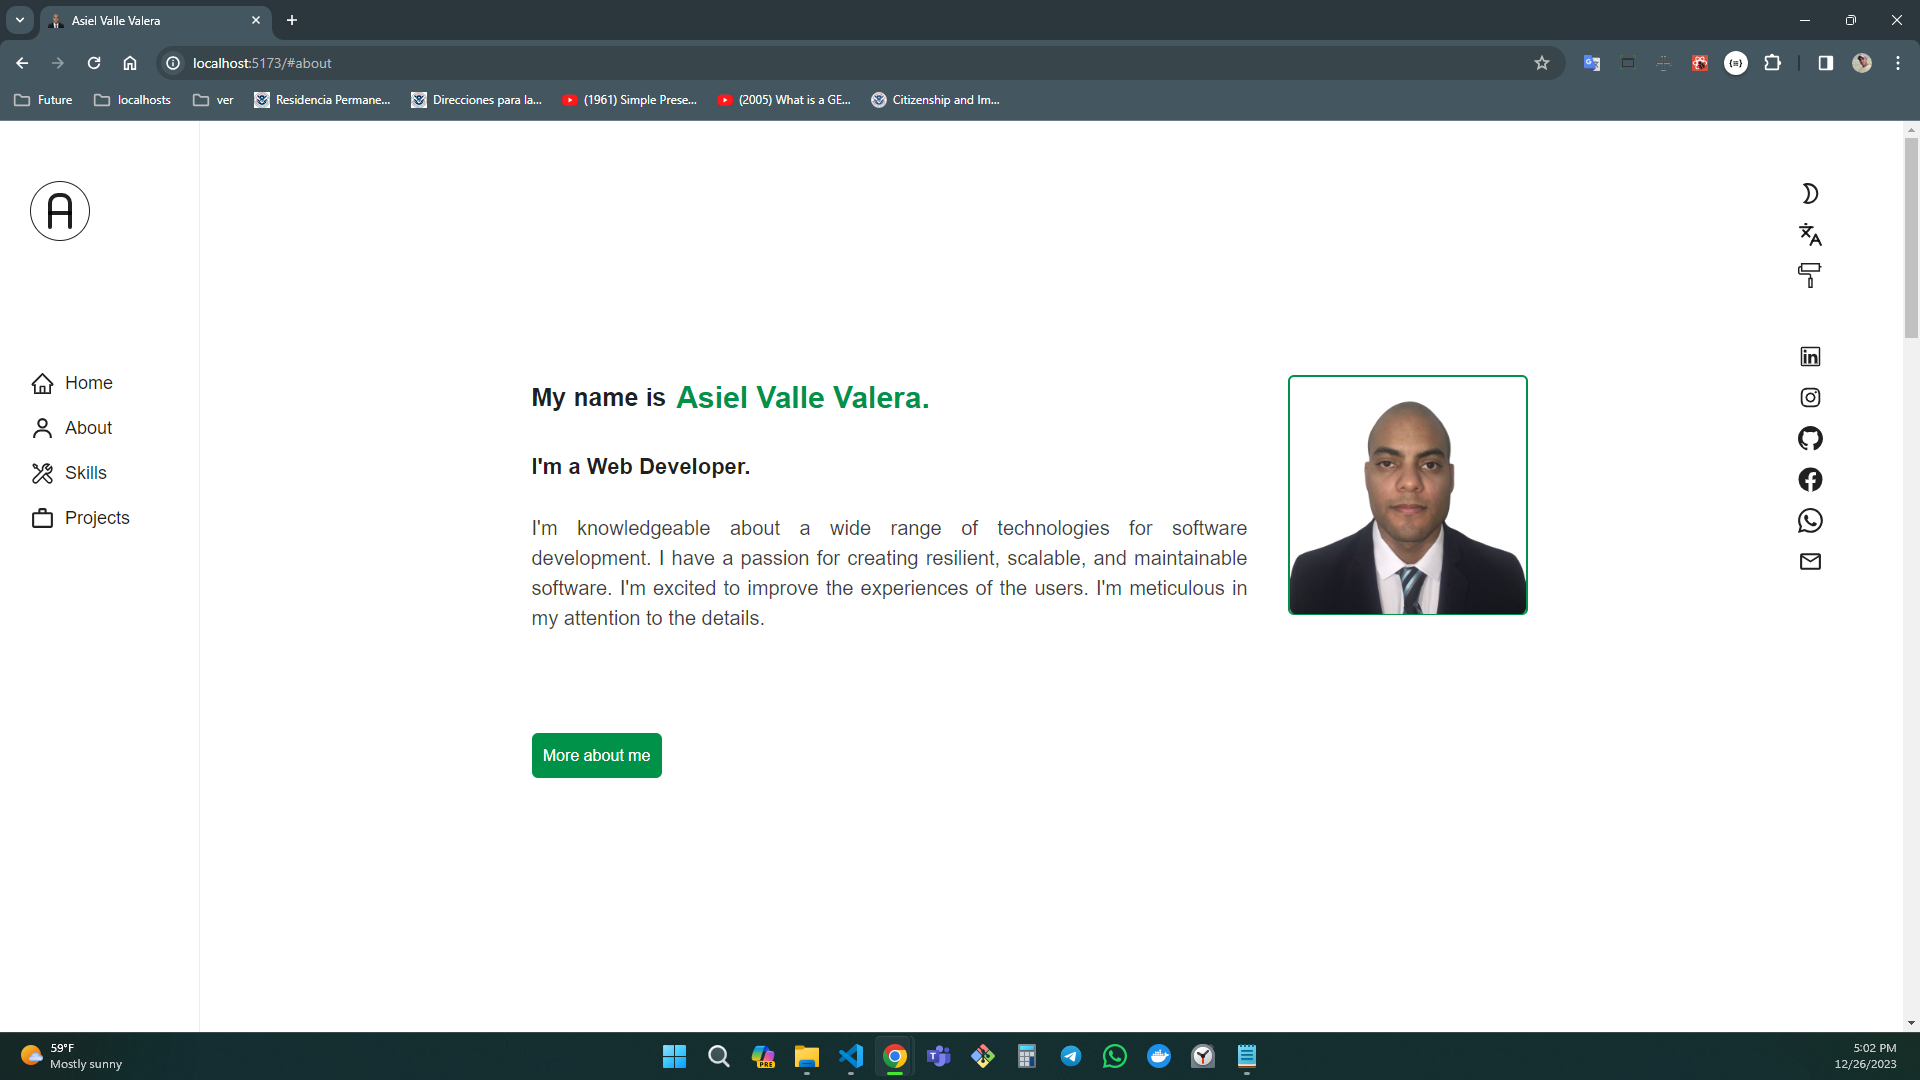 Asiel Valle Valera
localhost:5173/#about
Future
localhosts
ver
Residencia Permane...
Direcciones para la...
(1961) Simple Prese...
(2005) What is a GE...
Citizenship and Im...
A
Home
About
Skills
Projects
My name is Asiel Valle Valera.
I'm a Web Developer.
I'm knowledgeable about a wide range of technologies for software
development. I have a passion for creating resilient, scalable, and maintainable
software. I'm excited to improve the experiences of the users. I'm meticulous in
my attention to the details.
More about me
59°F
Mostly sunny
PRE
5:02 PM
12/26/2023